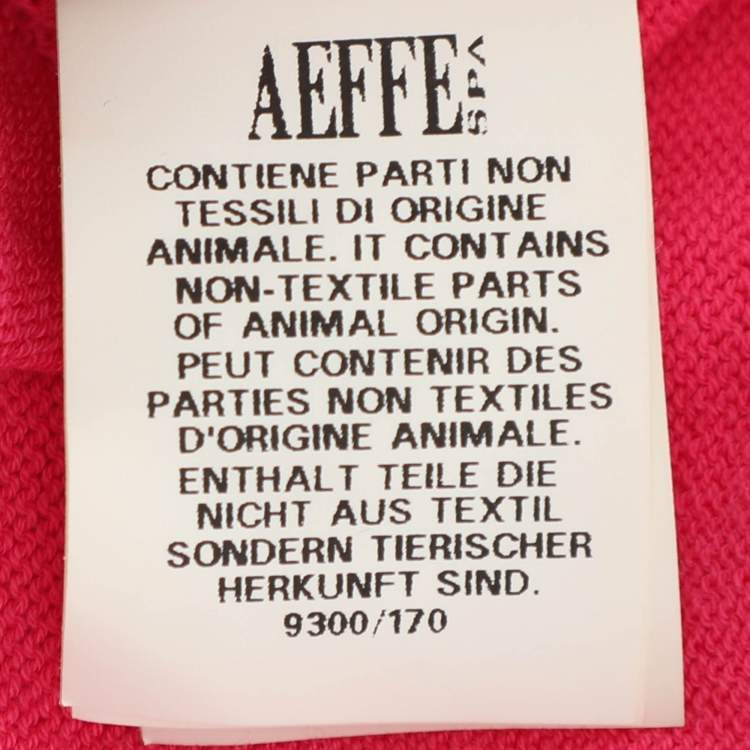 AEFFE SPA
CONTIENE PARTI NON
TESSILI DI ORIGINE
ANIMALE. IT CONTAINS
NON-TEXTILE PARTS
OF ANIMAL ORIGIN.
PEUT CONTENIR DES
PARTIES NON TEXTILES
D'ORIGINE ANIMALE.
ENTHALT TEILE DIE
NICHT AUS TEXTIL
SONDERN TIERISCHER
HERKUNFT SIND.
9300/170